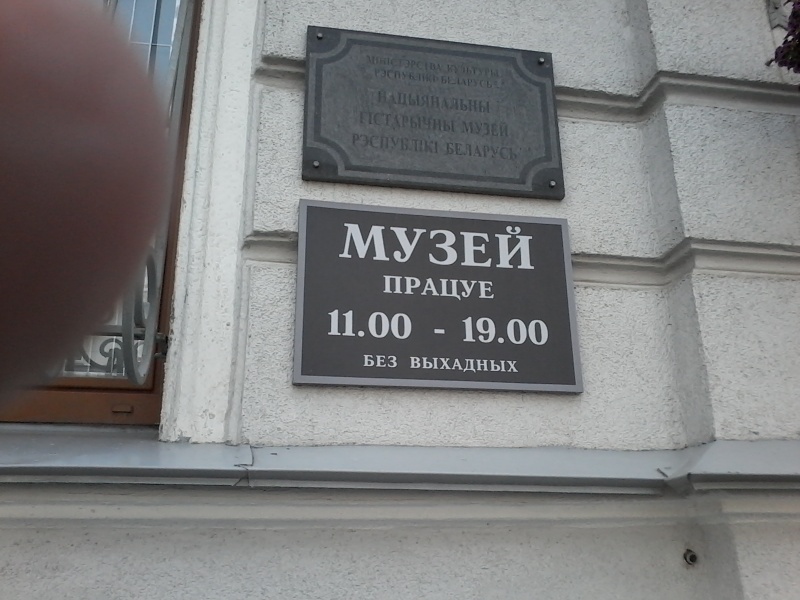 МІНІСТЭРСТВА КУЛЬТУРЫ
РЭСПУБЛІКІ БЕЛАРУСЬ
НАЦЫЯНАЛЬНЫ
ГІСТАРЫЧНЫ МУЗЕЙ
РЭСПУБЛІКІ БЕЛАРУСЬ
МУЗЕЙ
ПРАЦУЕ
11.00 - 19.00
БЕЗ ВЫХАДНЫХ